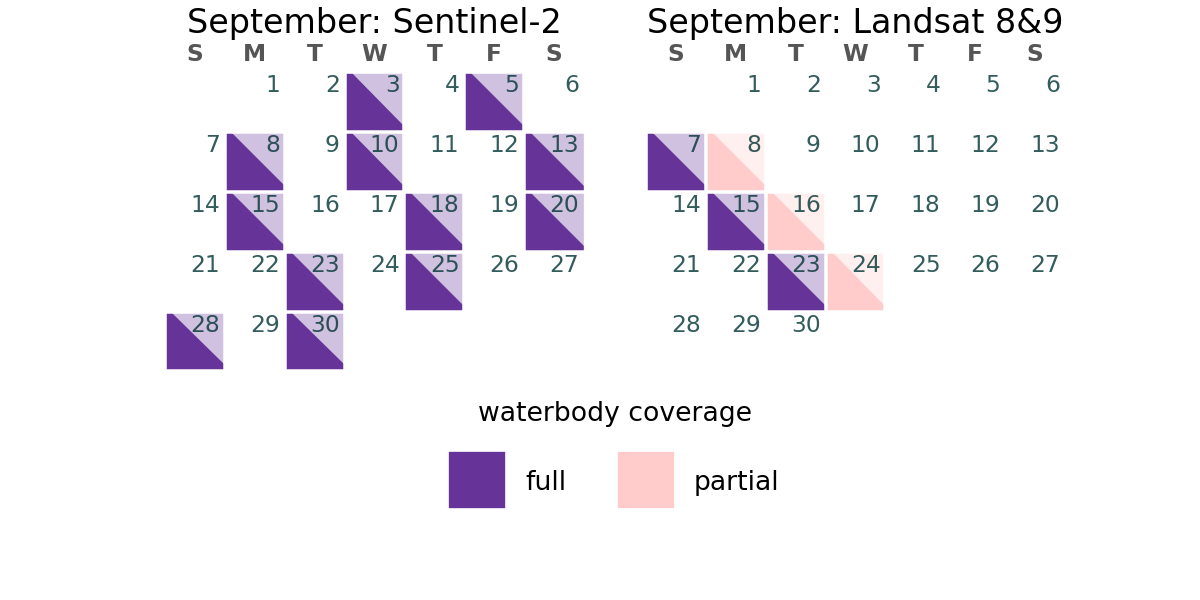 September: Sentinel-2
S M T W T F S
1 2 3 4 5 6
7 8 9 10 11 12 13
14 15 16 17 18 19 20
21 22 23 24 25 26 27
28 29 30
September: Landsat 8&9
S M T W T F S
1 2 3 4 5 6
7 8 9 10 11 12 13
14 15 16 17 18 19 20
21 22 23 24 25 26 27
28 29 30
waterbody coverage
full partial